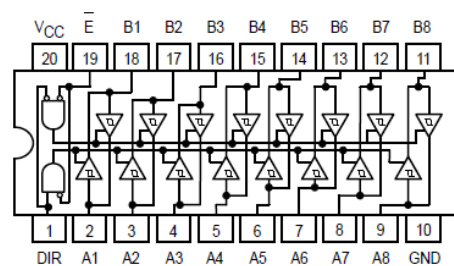 V_CC E̅ B1 B2 B3 B4 B5 B6 B7 B8
20 19 18 17 16 15 14 13 12 11
1 2 3 4 5 6 7 8 9 10
DIR A1 A2 A3 A4 A5 A6 A7 A8 GND